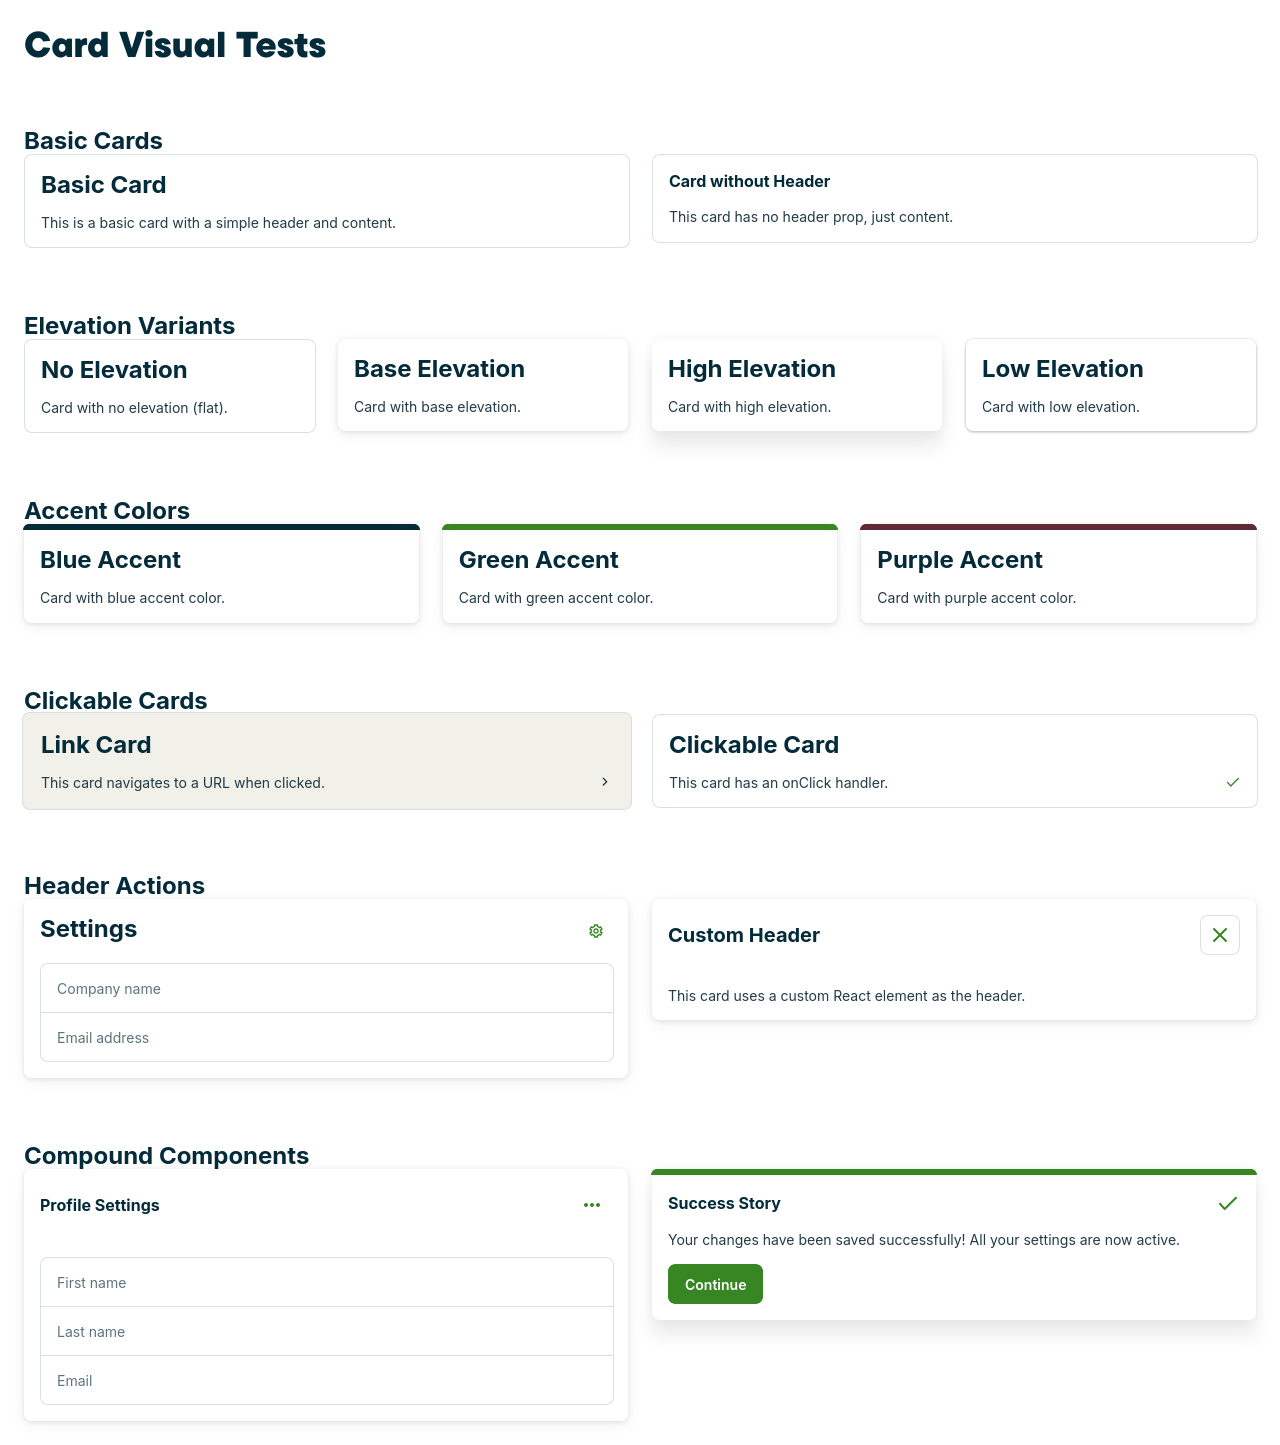 Card Visual Tests
Basic Cards
Basic Card
This is a basic card with a simple header and content.
Card without Header
This card has no header prop, just content.
Elevation Variants
No Elevation
Card with no elevation (flat).
Base Elevation
Card with base elevation.
High Elevation
Card with high elevation.
Low Elevation
Card with low elevation.
Accent Colors
Blue Accent
Card with blue accent color.
Green Accent
Card with green accent color.
Purple Accent
Card with purple accent color.
Clickable Cards
Link Card
This card navigates to a URL when clicked.
Clickable Card
This card has an onClick handler.
Header Actions
Settings
Company name
Email address
Custom Header
This card uses a custom React element as the header.
Compound Components
Profile Settings
First name
Last name
Email
Success Story
Your changes have been saved successfully! All your settings are now active.
Continue